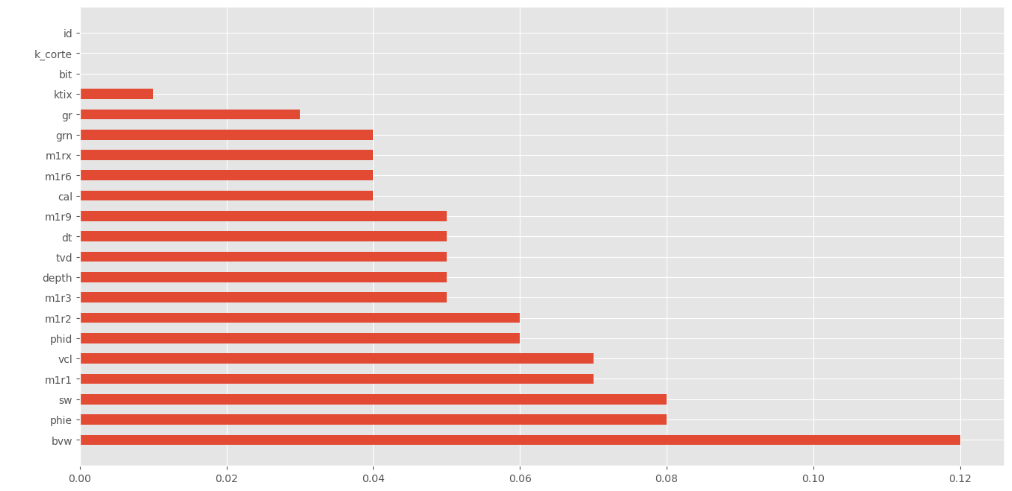 id
k_corte
bit
ktix
gr
grn
m1rx
m1r6
cal
m1r9
dt
tvd
depth
m1r3
m1r2
phid
vcl
m1r1
sw
phie
bvw
0.00 0.02 0.04 0.06 0.08 0.10 0.12